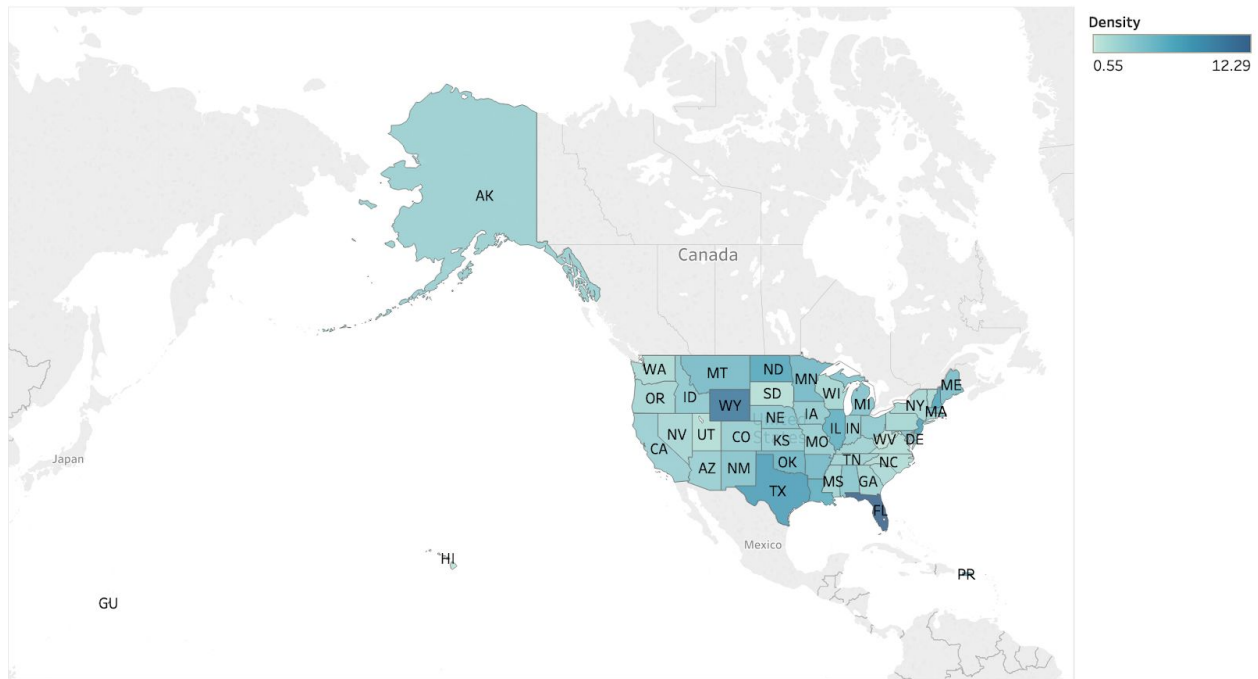 Density
0.55 12.29
AK
Canada
WA
MT
ND
MN
ME
OR
ID
WY
SD
WI
MI
NY
MA
NE
IA
United
States
IL
IN
DE
NV
UT
CO
KS
MO
WV
CA
AZ
NM
OK
TN
NC
TX
MS
GA
FL
Japan
Mexico
HI
PR
GU